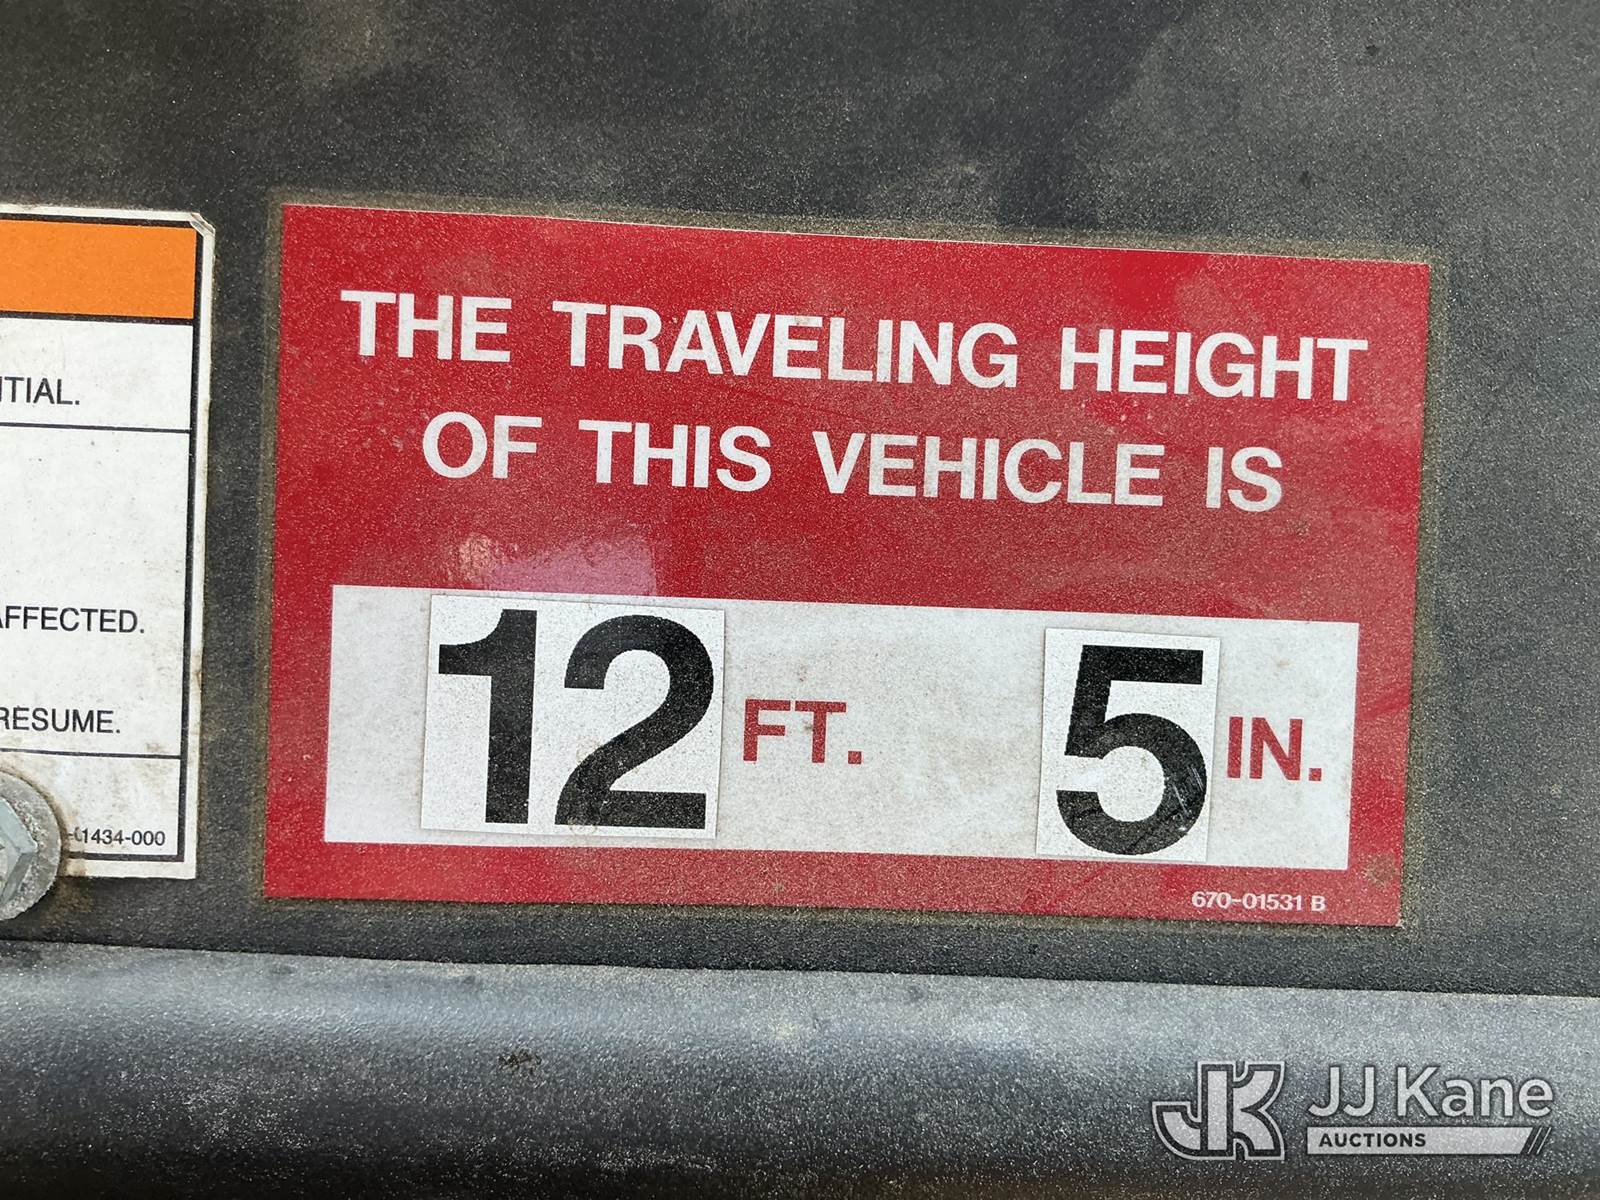 THE TRAVELING HEIGHT
OF THIS VEHICLE IS
12 FT. 5 IN.
670-01531 B
AFFECTED.
RESUME.
1434-000
JK JJ Kane
AUCTIONS